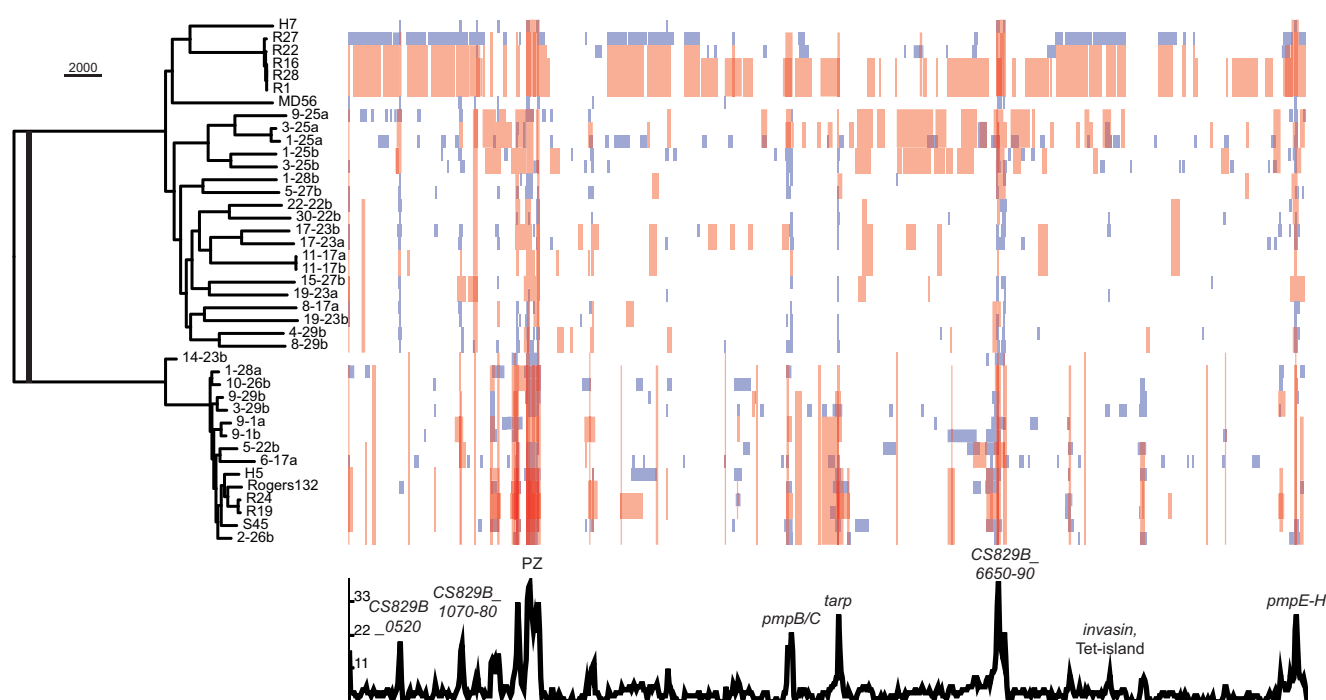 H7
R27
R22
2000
R16
R28
R1
MD56
9-25a
3-25a
1-25a
1-25b
3-25b
1-28b
5-27b
22-22b
30-22b
17-23b
17-23a
11-17a
11-17b
15-27b
19-23a
8-17a
19-23b
4-29b
8-29b
14-23b
1-28a
10-26b
9-29b
3-29b
9-1a
9-1b
5-22b
6-17a
H5
Rogers132
R24
R19
S45
2-26b
PZ
CS829B_
6650-90
CS829B_
1070-80
CS829B
_0520
pmpB/C
tarp
invasin,
Tet-island
pmpE-H
33
22
11